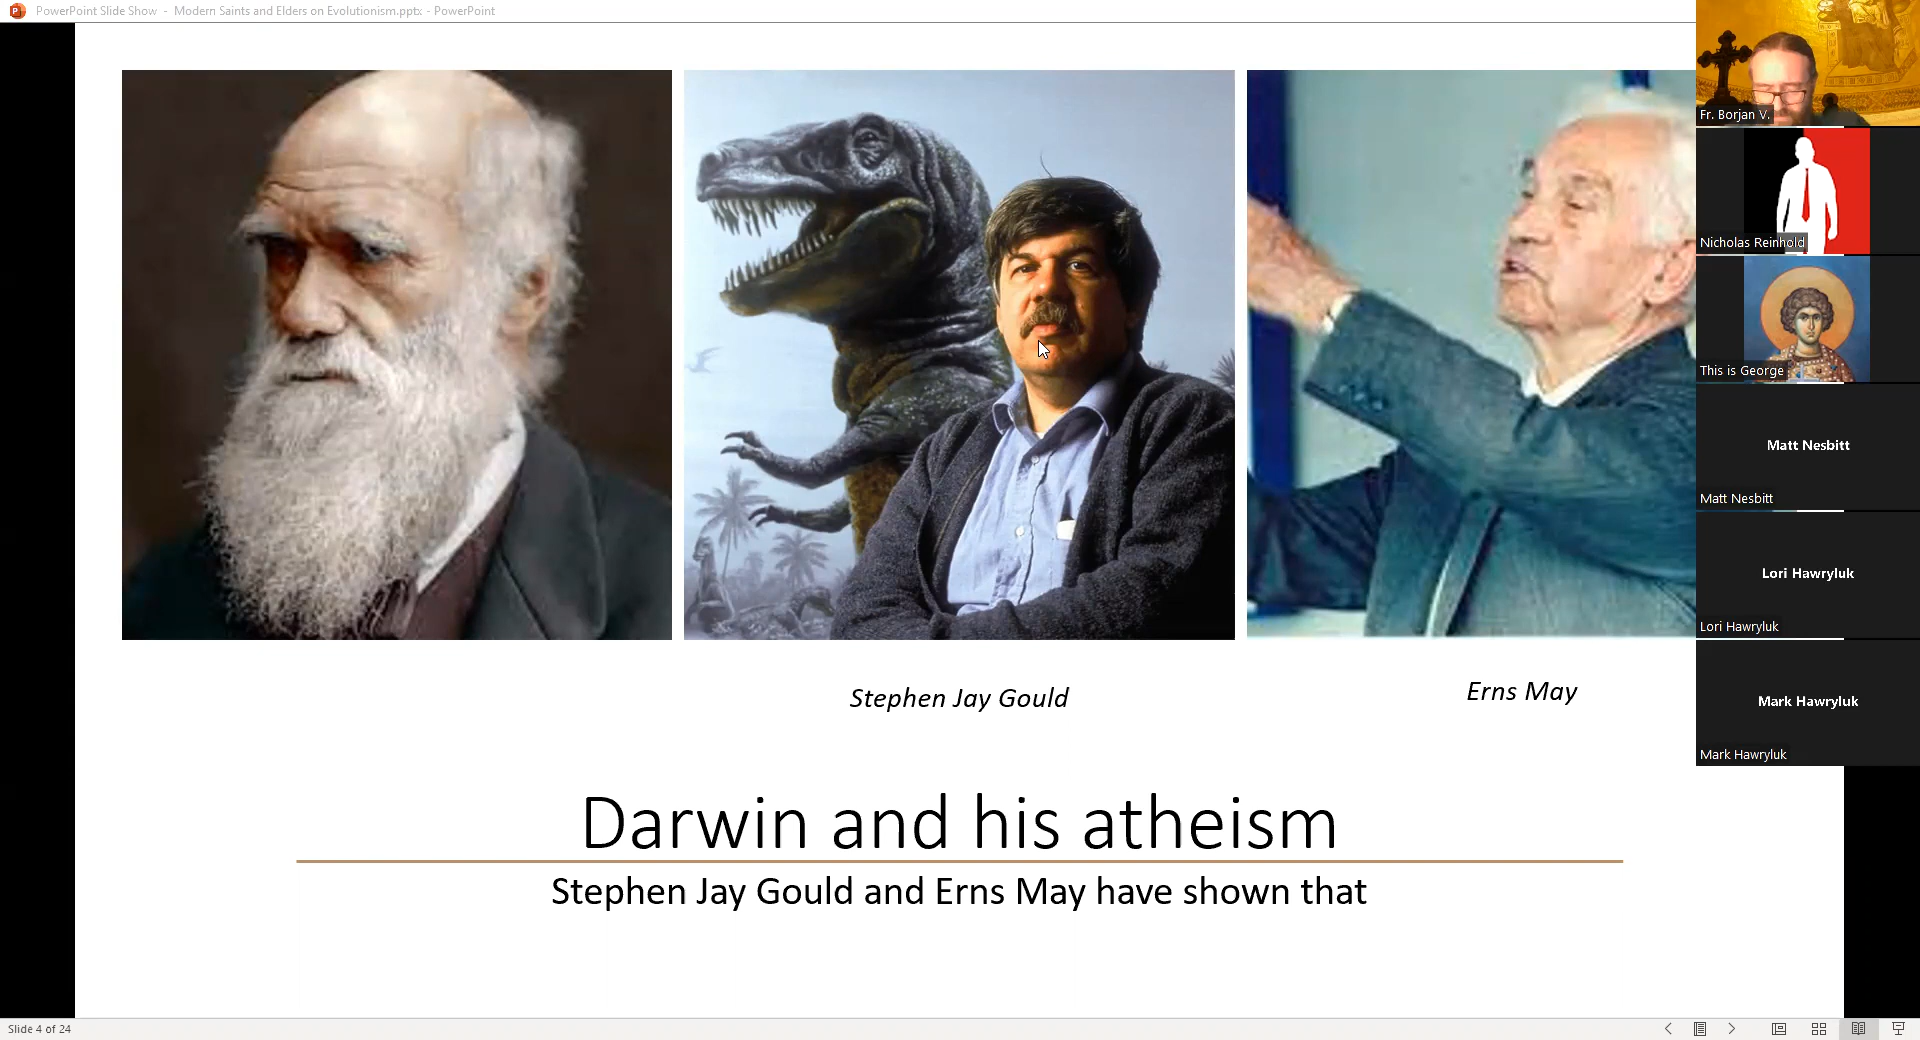 PowerPoint Slide Show - Modern Saints and Elders on Evolutionism.pptx - PowerPoint
Fr. Borjan V.
Nicholas Reinhold
This is George
Matt Nesbitt
Matt Nesbitt
Lori Hawryluk
Lori Hawryluk
Mark Hawryluk
Mark Hawryluk
Stephen Jay Gould
Erns May
Darwin and his atheism
Stephen Jay Gould and Erns May have shown that
Slide 4 of 24